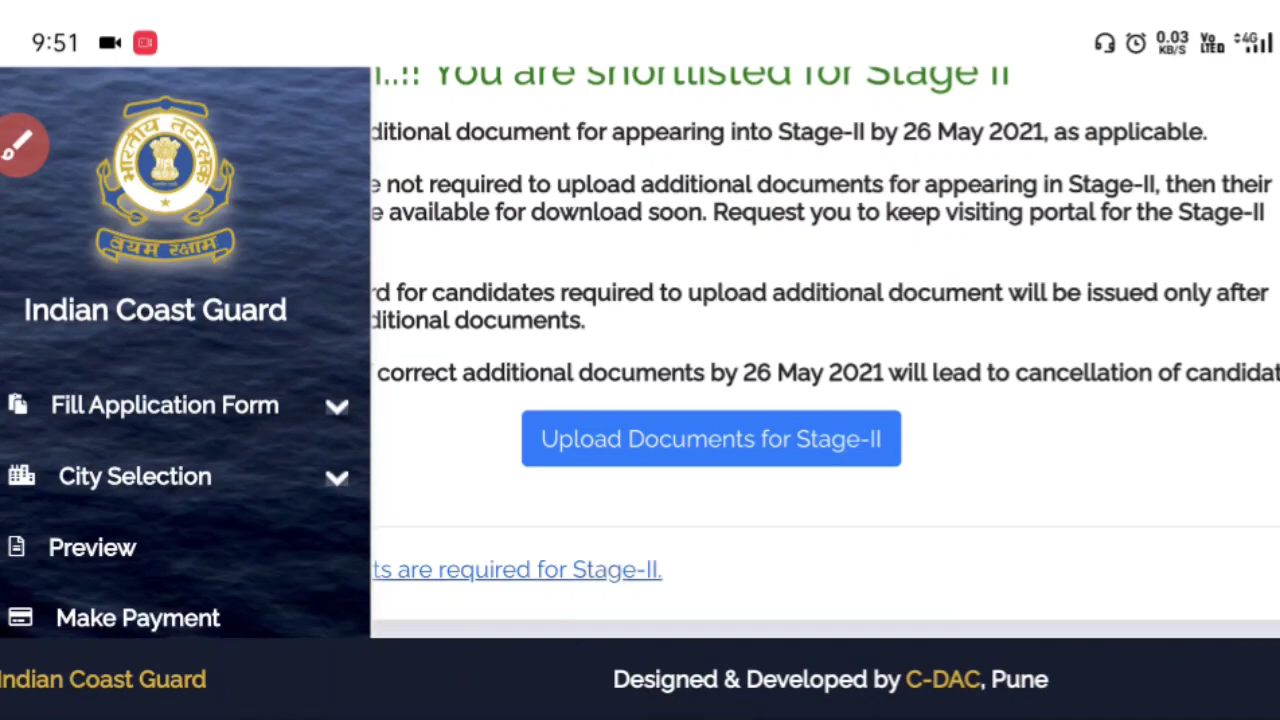 9:51
0.03
KB/S
Vo
LTED
4G
भारतीय तटरक्षक
वयम रक्षामः
Indian Coast Guard
Fill Application Form
City Selection
Preview
Make Payment
You are shortlisted for Stage II
ditional document for appearing into Stage-II by 26 May 2021, as applicable.
e not required to upload additional documents for appearing in Stage-II, then their
e available for download soon. Request you to keep visiting portal for the Stage-II
rd for candidates required to upload additional document will be issued only after
ditional documents.
correct additional documents by 26 May 2021 will lead to cancellation of candidat
Upload Documents for Stage-II
ts are required for Stage-II.
Indian Coast Guard
Designed & Developed by C-DAC, Pune